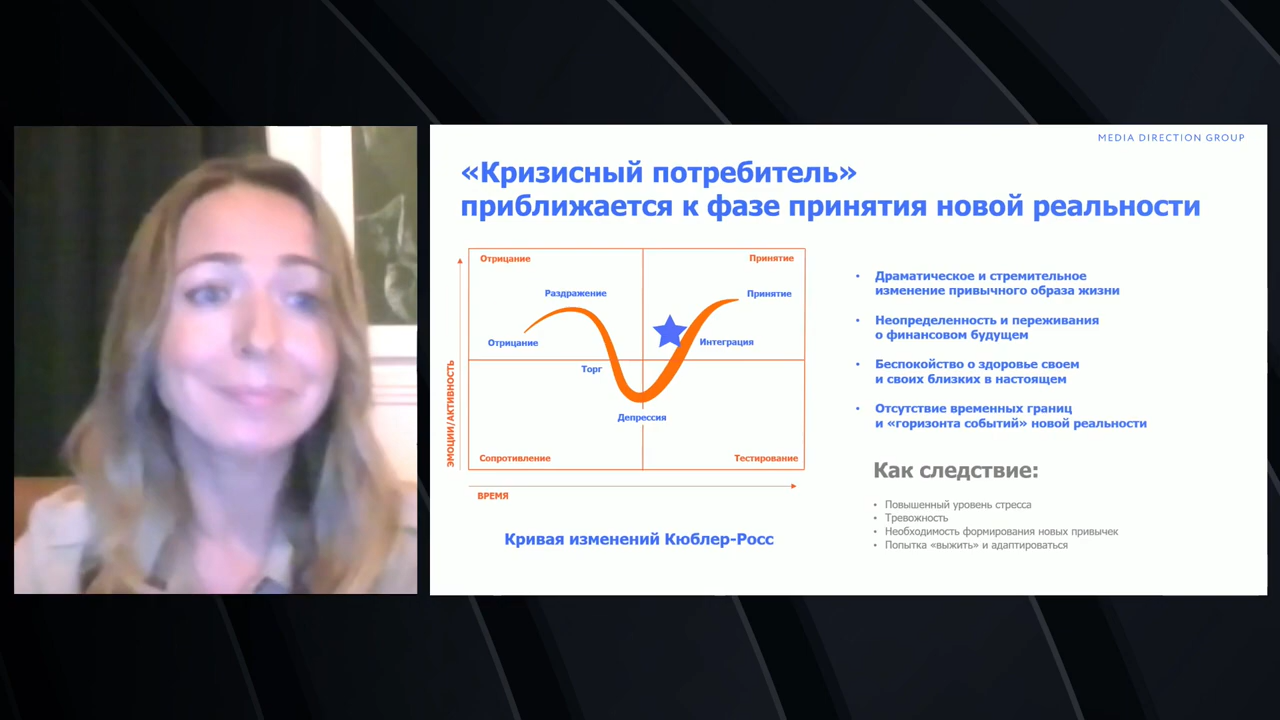 MEDIA DIRECTION GROUP
«Кризисный потребитель»
приближается к фазе принятия новой реальности
Отрицание
Принятие
Раздражение
Принятие
Отрицание
Интеграция
Торг
Депрессия
Сопротивление
Тестирование
ЭМОЦИИ/АКТИВНОСТЬ
ВРЕМЯ
Кривая изменений Кюблер-Росс
• Драматическое и стремительное
изменение привычного образа жизни
• Неопределенность и переживания
о финансовом будущем
• Беспокойство о здоровье своем
и своих близких в настоящем
• Отсутствие временных границ
и «горизонта событий» новой реальности
Как следствие:
• Повышенный уровень стресса
• Тревожность
• Необходимость формирования новых привычек
• Попытка «выжить» и адаптироваться